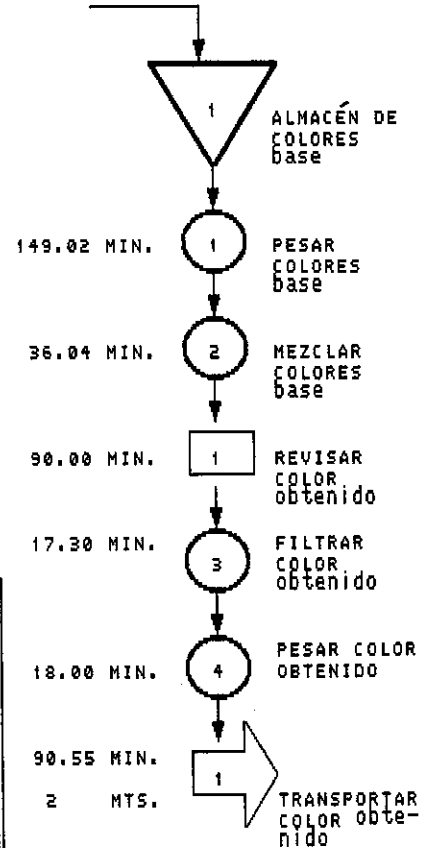 1
ALMACÉN DE
COLORES
base
149.02 MIN.
1
PESAR
COLORES
base
36.04 MIN.
2
MEZCLAR
COLORES
base
90.00 MIN.
1
REVISAR
COLOR
obtenido
17.30 MIN.
3
FILTRAR
COLOR
obtenido
18.00 MIN.
4
PESAR COLOR
OBTENIDO
90.55 MIN.
2 MTS.
1
TRANSPORTAR
COLOR obte-
nido